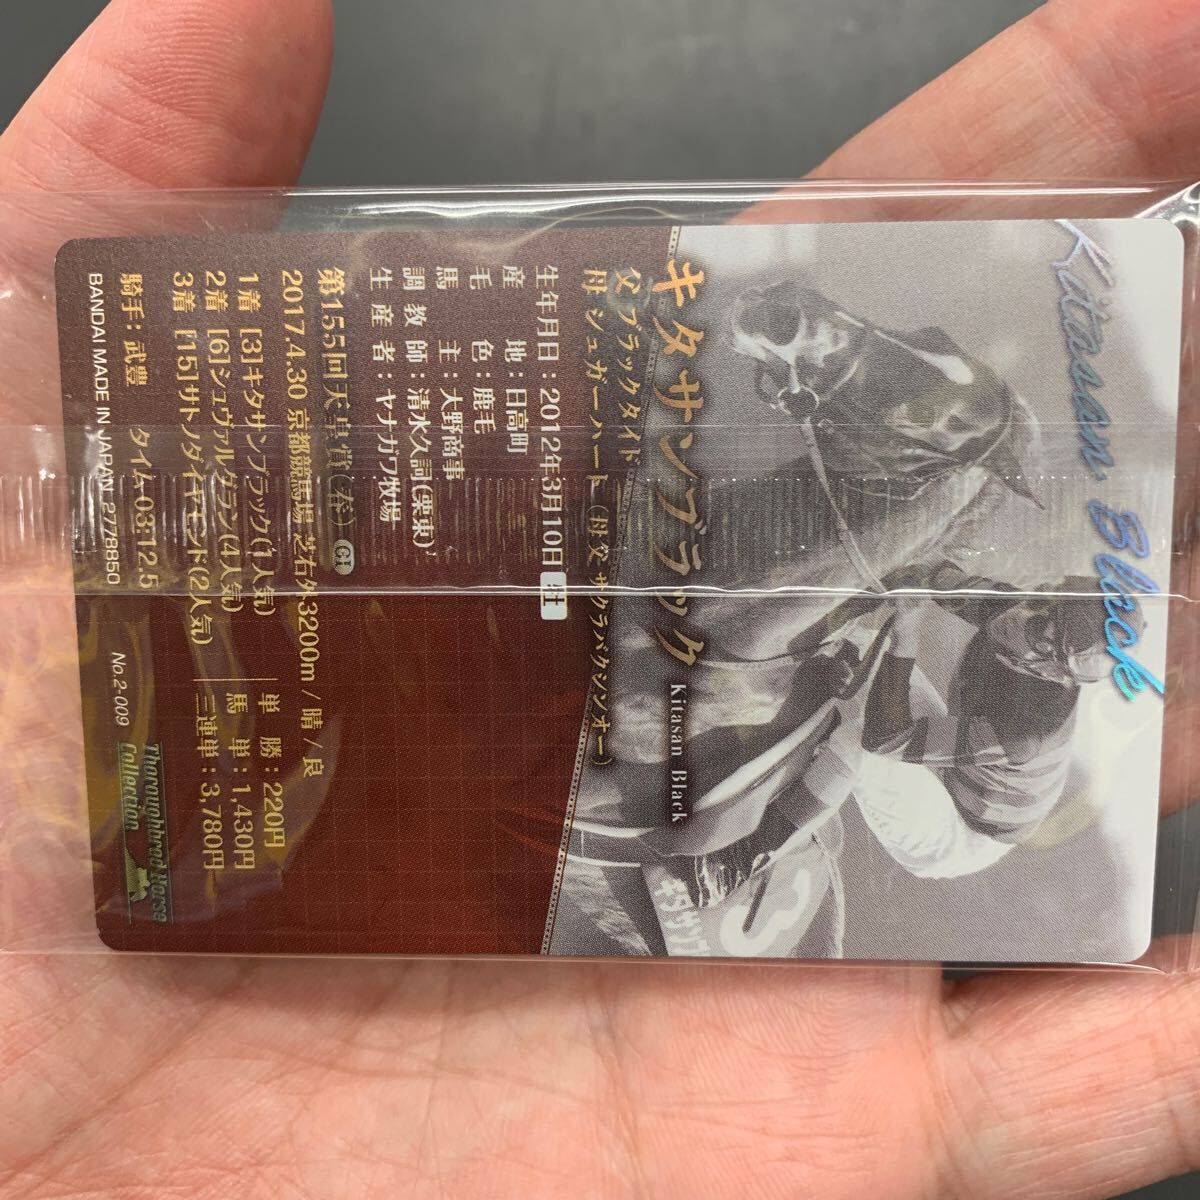 Kitasan Black
キタサンブラック Kitasan Black
父 ブラックタイド
母 シュガーハート (母父 サクラバクシンオー)
生年月日：2012年3月10日 牡
産地：日高町
毛色：鹿毛
馬主：大野商事
調教師：清水久詞(栗東)
生産者：ヤナガワ牧場
第155回天皇賞(春) GI
2017.4.30 京都競馬場 芝右外3200m / 晴 / 良
1着 [3]キタサンブラック(1人気) 単勝：220円
2着 [6]シュヴァルグラン(4人気) 馬単：1,430円
3着 [15]サトノダイヤモンド(2人気) 三連単：3,780円
騎手：武豊 タイム 03:12.5
BANDAI MADE IN JAPAN 2778850
No.2-009
Thoroughbred Horse
Collection
3